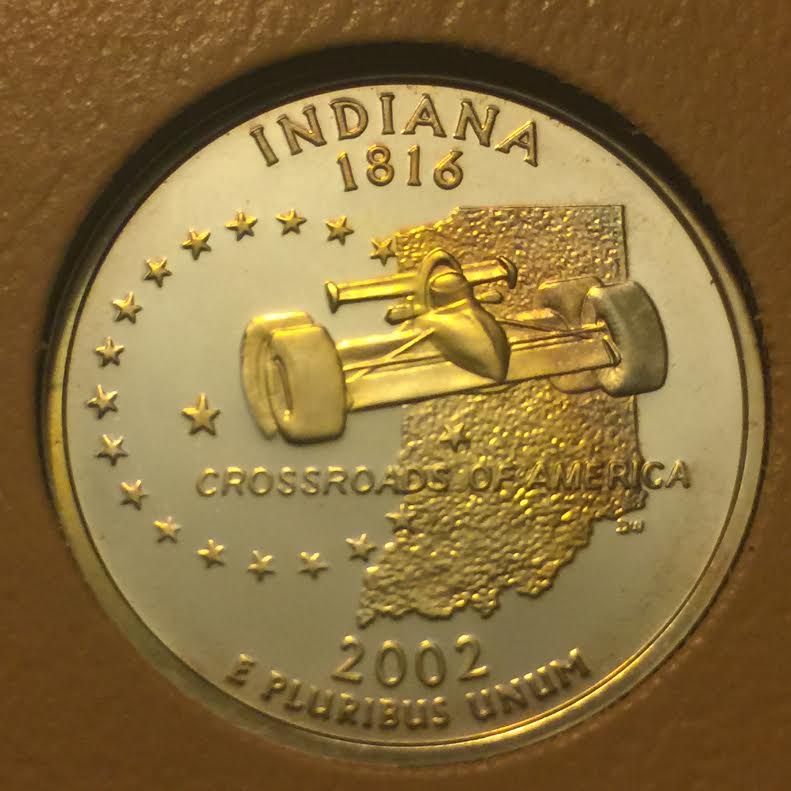 INDIANA
1816
CROSSROADS OF AMERICA
2002
E PLURIBUS UNUM